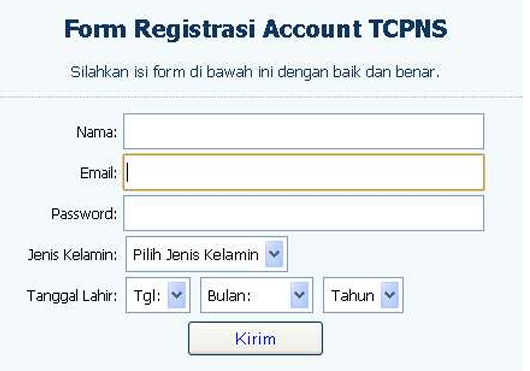 Form Registrasi Account TCPNS
Silahkan isi form di bawah ini dengan baik dan benar.
Nama:
Email:
Password:
Jenis Kelamin: Pilih Jenis Kelamin
Tanggal Lahir: Tgl: Bulan: Tahun
Kirim